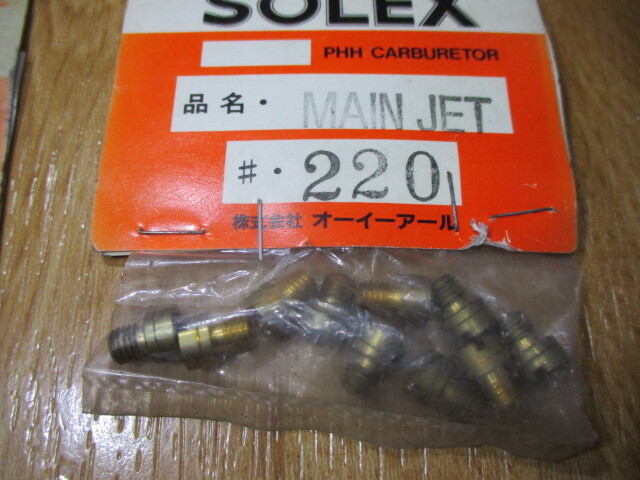 SOLEX
PHH CARBURETOR
品名・ MAIN JET
#・ 220
株式会社 オーイーアール